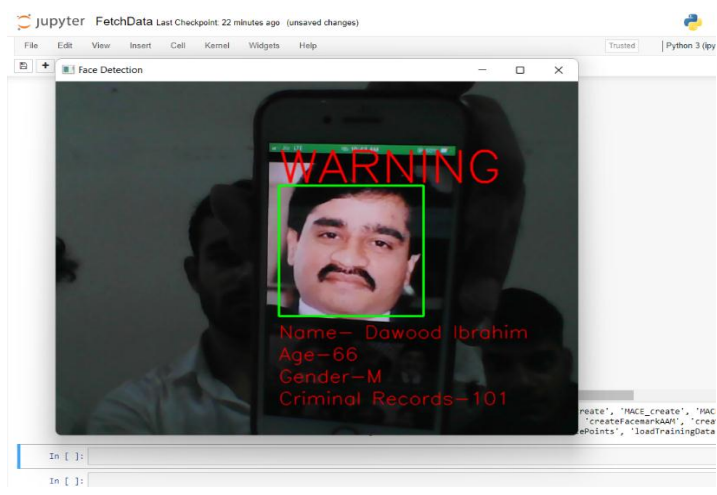 jupyter FetchData Last Checkpoint: 22 minutes ago (unsaved changes)
File Edit View Insert Cell Kernel Widgets Help
Trusted Python 3 (ipy
Face Detection
WARNING
Name- Dawood Ibrahim
Age-66
Gender-M
Criminal Records-101
reate', 'MACE_create', 'MAC
'createFacemarkAAM', 'crea
ePoints', 'loadTrainingData
In [ ]:
In [ ]: